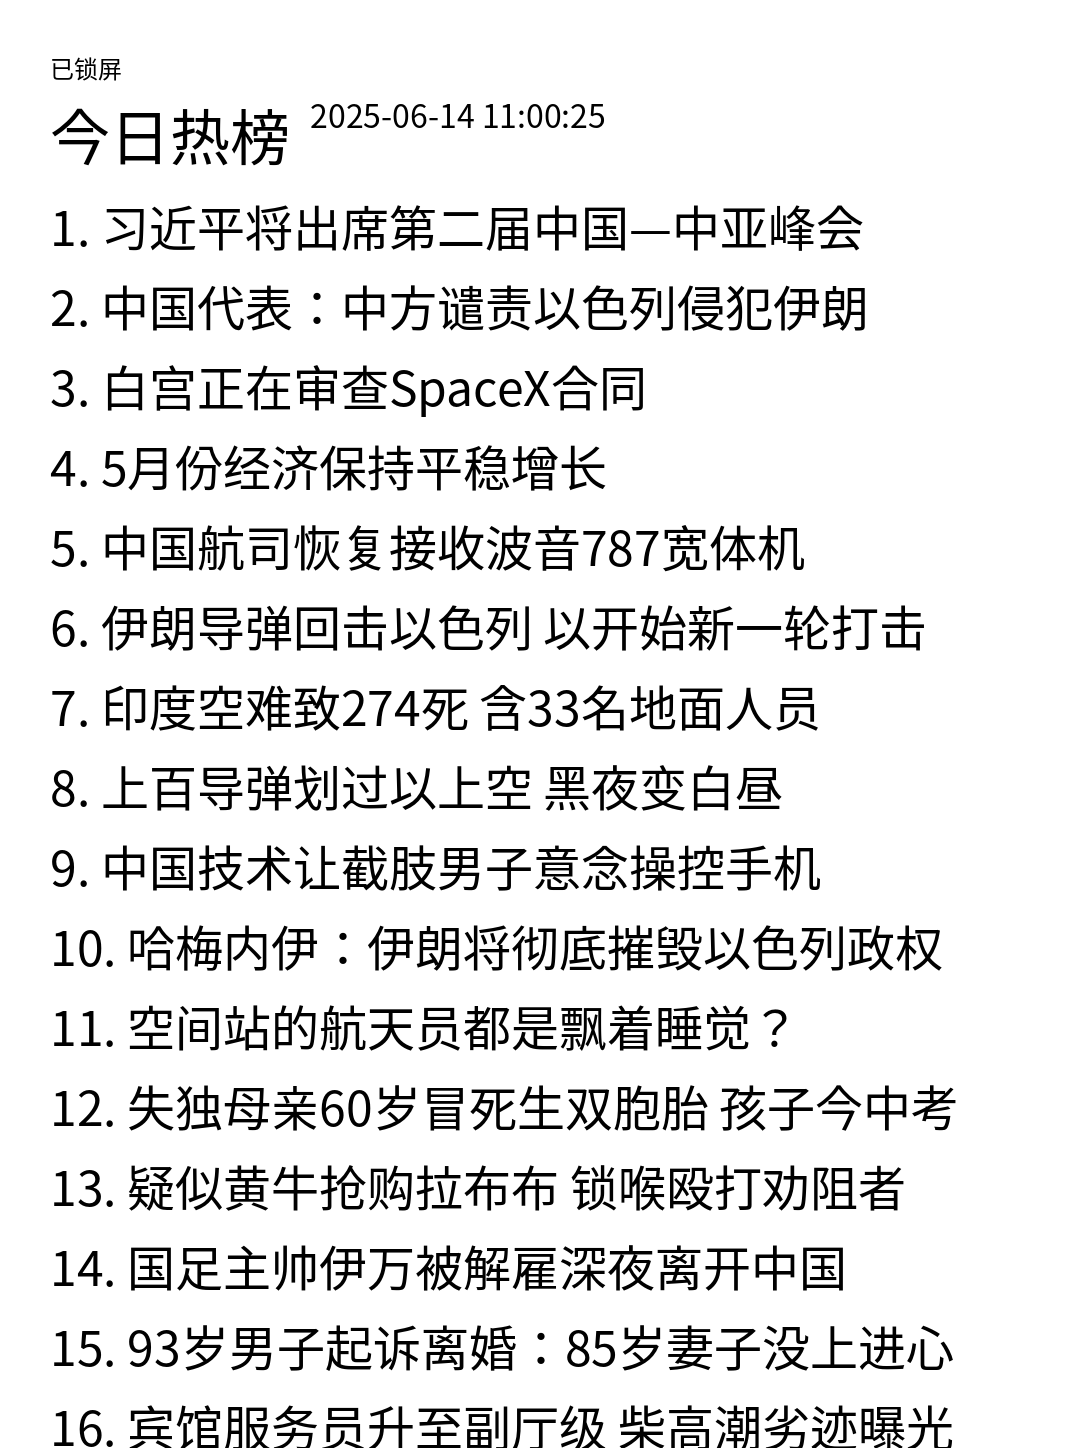 已锁屏
今日热榜 2025-06-14 11:00:25
1. 习近平将出席第二届中国—中亚峰会
2. 中国代表：中方谴责以色列侵犯伊朗
3. 白宫正在审查SpaceX合同
4. 5月份经济保持平稳增长
5. 中国航司恢复接收波音787宽体机
6. 伊朗导弹回击以色列 以开始新一轮打击
7. 印度空难致274死 含33名地面人员
8. 上百导弹划过以上空 黑夜变白昼
9. 中国技术让截肢男子意念操控手机
10. 哈梅内伊：伊朗将彻底摧毁以色列政权
11. 空间站的航天员都是飘着睡觉？
12. 失独母亲60岁冒死生双胞胎 孩子今中考
13. 疑似黄牛抢购拉布布 锁喉殴打劝阻者
14. 国足主帅伊万被解雇深夜离开中国
15. 93岁男子起诉离婚：85岁妻子没上进心
16. 宾馆服务员升至副厅级 柴高潮劣迹曝光